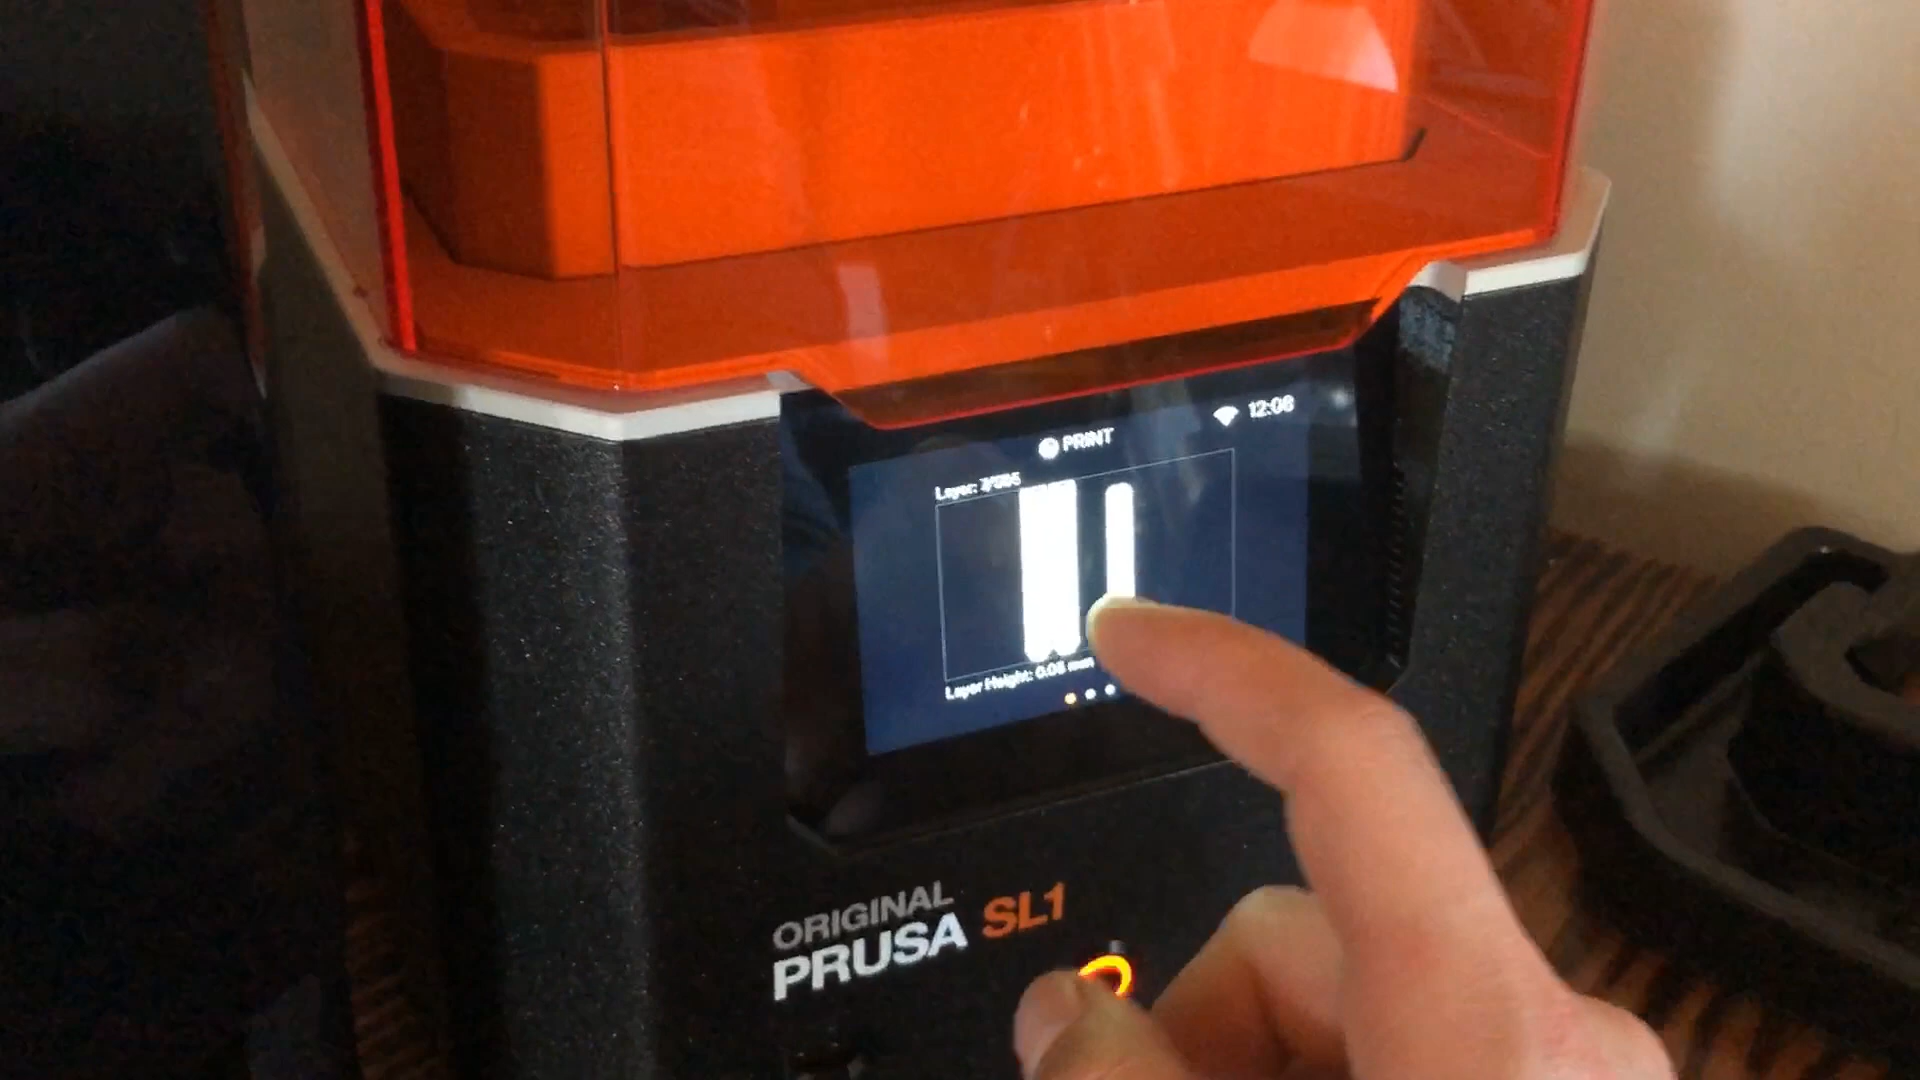 12:08
PRINT
Layer:
Layer Height: 0.05 mm
ORIGINAL
PRUSA SL1